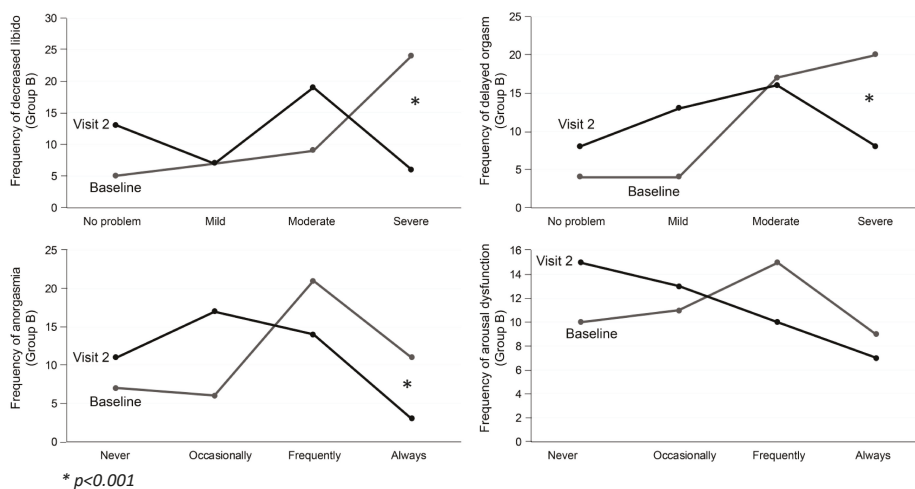 Frequency of decreased libido
(Group B)
30
25
20
15
10
5
0
Visit 2
Baseline
*
No problem
Mild
Moderate
Severe
Frequency of delayed orgasm
(Group B)
25
20
15
10
5
0
Visit 2
Baseline
*
No problem
Mild
Moderate
Severe
Frequency of anorgasmia
(Group B)
25
20
15
10
5
0
Visit 2
Baseline
*
Never
Occasionally
Frequently
Always
Frequency of arousal dysfunction
(Group B)
16
14
12
10
8
6
4
2
0
Visit 2
Baseline
Never
Occasionally
Frequently
Always
* p<0.001